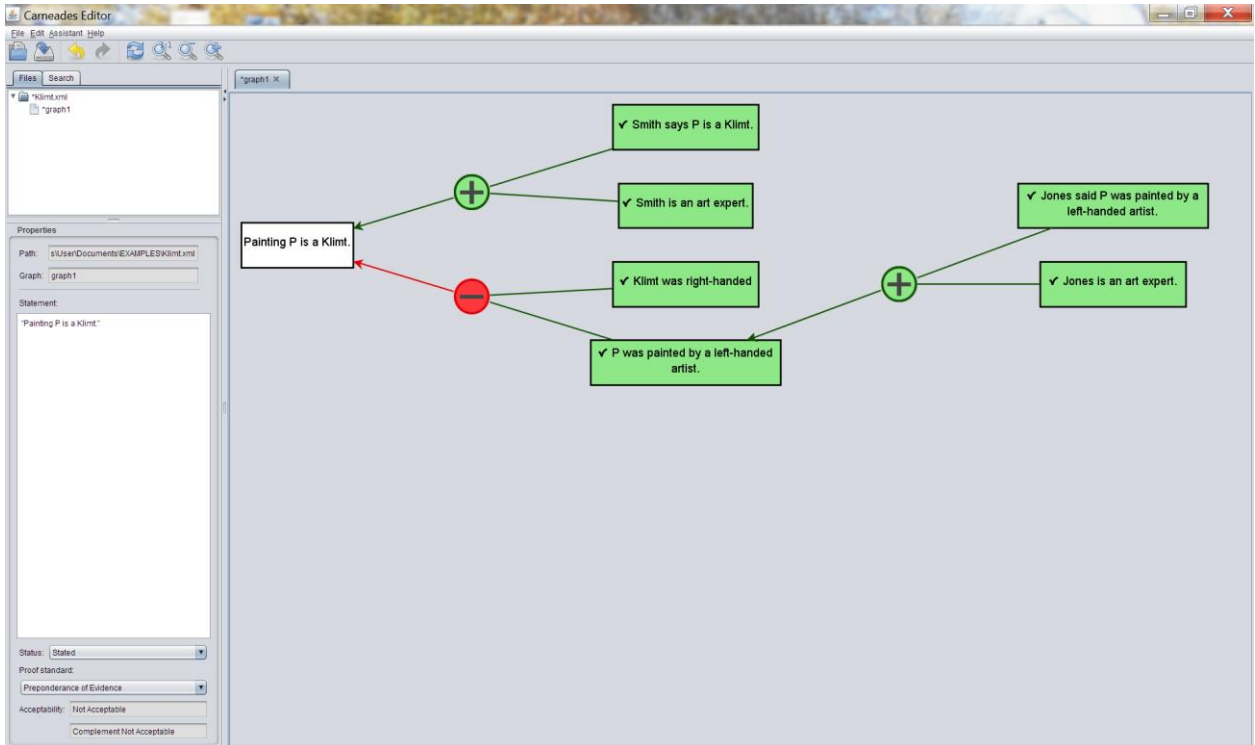 Carneades Editor
File Edit Assistant Help
Files Search
*Klimt.xml
*graph1
Properties
Path: s\User\Documents\EXAMPLES\Klimt.xml
Graph: graph1
Statement:
"Painting P is a Klimt."
Status: Stated
Proof standard:
Preponderance of Evidence
Acceptability: Not Acceptable
Complement Not Acceptable
*graph1 ×
✔ Smith says P is a Klimt.
✔ Smith is an art expert.
Painting P is a Klimt.
✔ Klimt was right-handed
✔ P was painted by a left-handed
artist.
✔ Jones said P was painted by a
left-handed artist.
✔ Jones is an art expert.